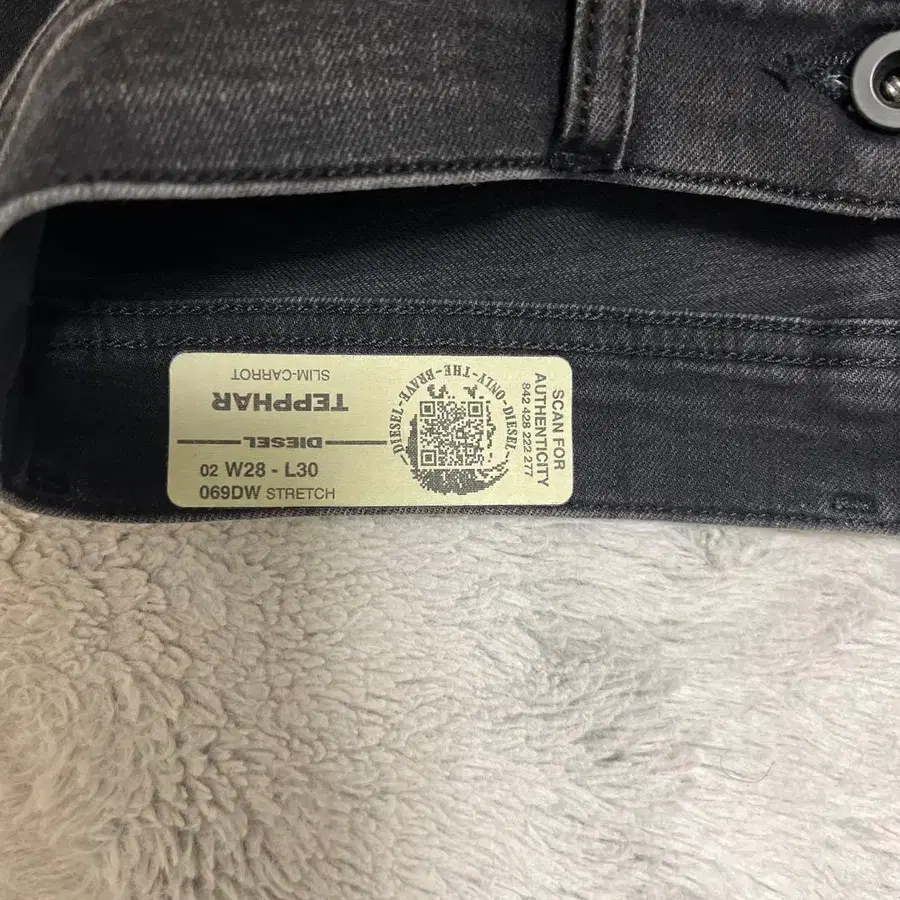 SLIM-CARROT
TEPPHAR
DIESEL
02 W28 - L30
069DW STRETCH
DIESEL-ONLY-THE-BRAVE-DIESEL-
SCAN FOR
AUTHENTICITY
842 428 222 277